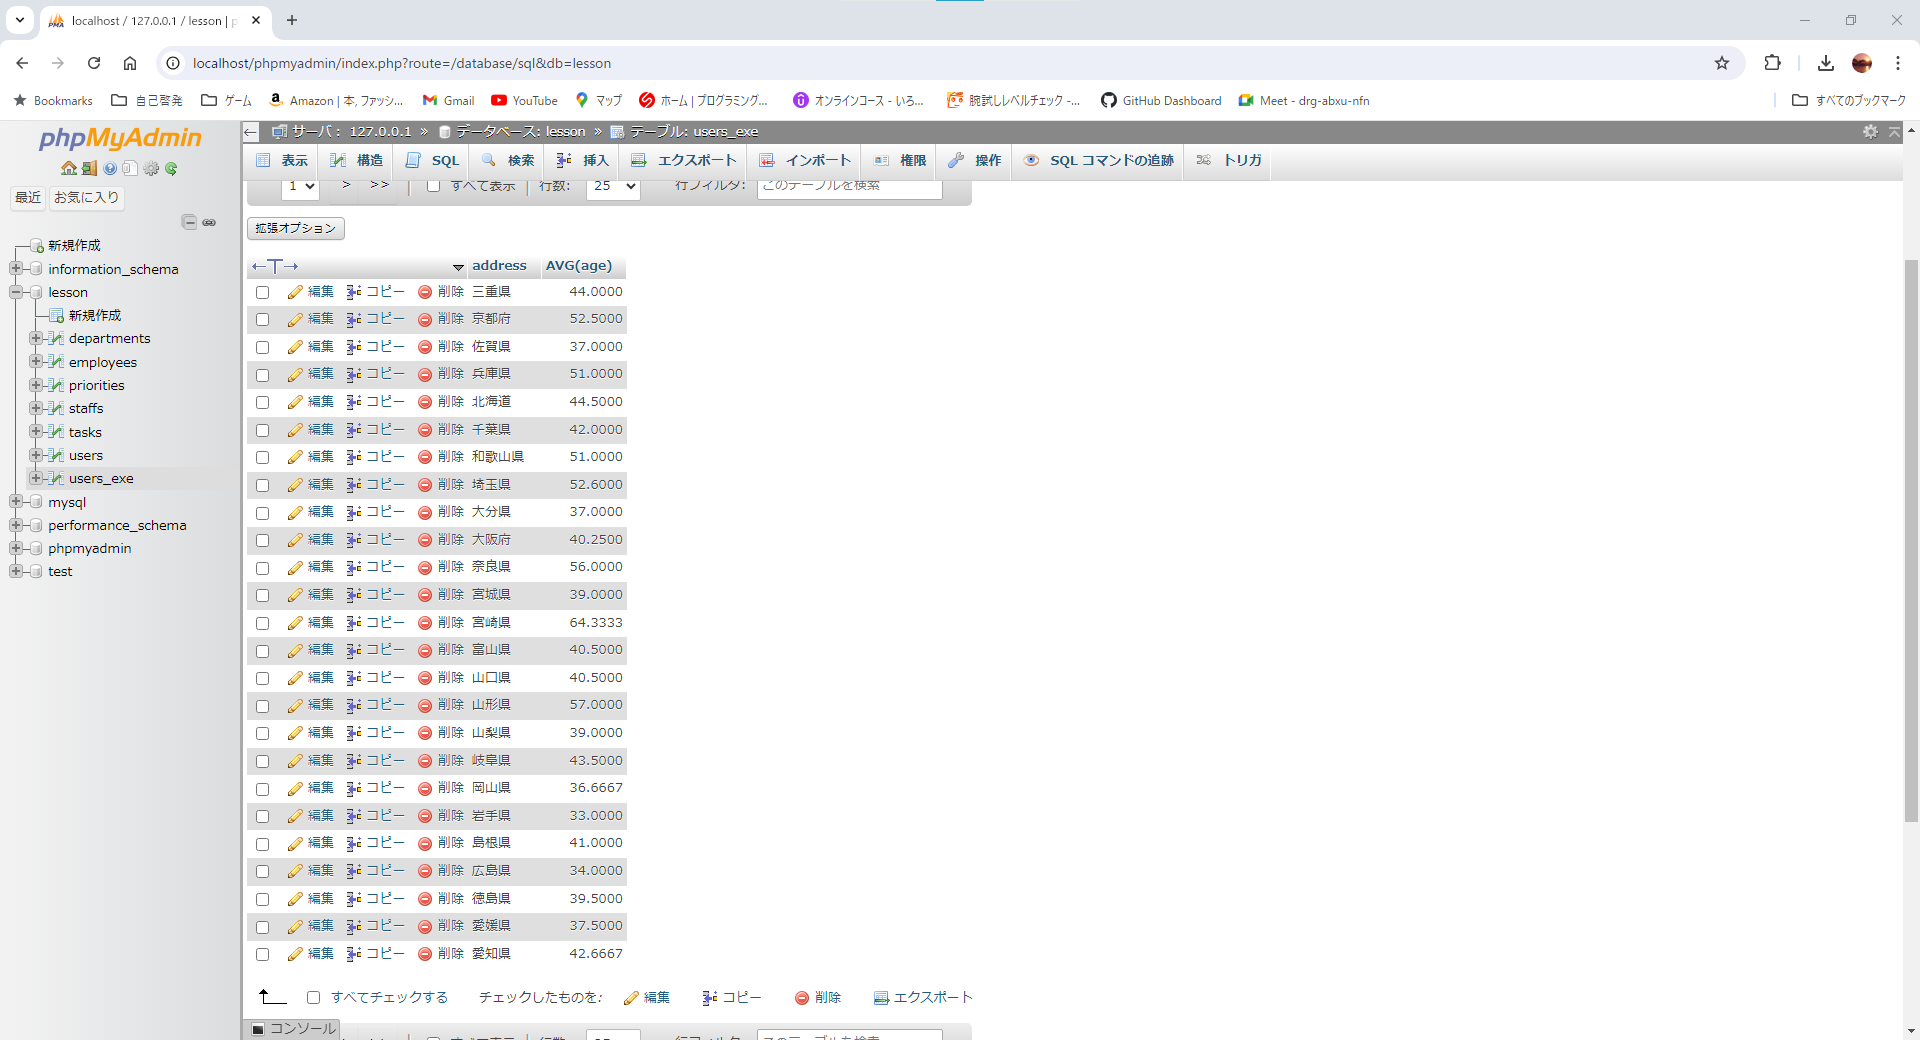 localhost / 127.0.0.1 / lesson | p
localhost/phpmyadmin/index.php?route=/database/sql&db=lesson
Bookmarks 自己啓発 ゲーム Amazon | 本, ファッシ... Gmail YouTube マップ ホーム | プログラミング... オンラインコース - いろ... 腕試しレベルチェック -... GitHub Dashboard Meet - drg-abxu-nfn すべてのブックマーク
phpMyAdmin
最近 お気に入り
新規作成
information_schema
lesson
新規作成
departments
employees
priorities
staffs
tasks
users
users_exe
mysql
performance_schema
phpmyadmin
test
サーバ: 127.0.0.1 » データベース: lesson » テーブル: users_exe
表示 構造 SQL 検索 挿入 エクスポート インポート 権限 操作 SQL コマンドの追跡 トリガ
1 > >> すべて表示 行数: 25 行フィルタ: このテーブルを検索
拡張オプション
←T→ address AVG(age)
編集 コピー 削除 三重県 44.0000
編集 コピー 削除 京都府 52.5000
編集 コピー 削除 佐賀県 37.0000
編集 コピー 削除 兵庫県 51.0000
編集 コピー 削除 北海道 44.5000
編集 コピー 削除 千葉県 42.0000
編集 コピー 削除 和歌山県 51.0000
編集 コピー 削除 埼玉県 52.6000
編集 コピー 削除 大分県 37.0000
編集 コピー 削除 大阪府 40.2500
編集 コピー 削除 奈良県 56.0000
編集 コピー 削除 宮城県 39.0000
編集 コピー 削除 宮崎県 64.3333
編集 コピー 削除 富山県 40.5000
編集 コピー 削除 山口県 40.5000
編集 コピー 削除 山形県 57.0000
編集 コピー 削除 山梨県 39.0000
編集 コピー 削除 岐阜県 43.5000
編集 コピー 削除 岡山県 36.6667
編集 コピー 削除 岩手県 33.0000
編集 コピー 削除 島根県 41.0000
編集 コピー 削除 広島県 34.0000
編集 コピー 削除 徳島県 39.5000
編集 コピー 削除 愛媛県 37.5000
編集 コピー 削除 愛知県 42.6667
すべてチェックする チェックしたものを: 編集 コピー 削除 エクスポート
コンソール